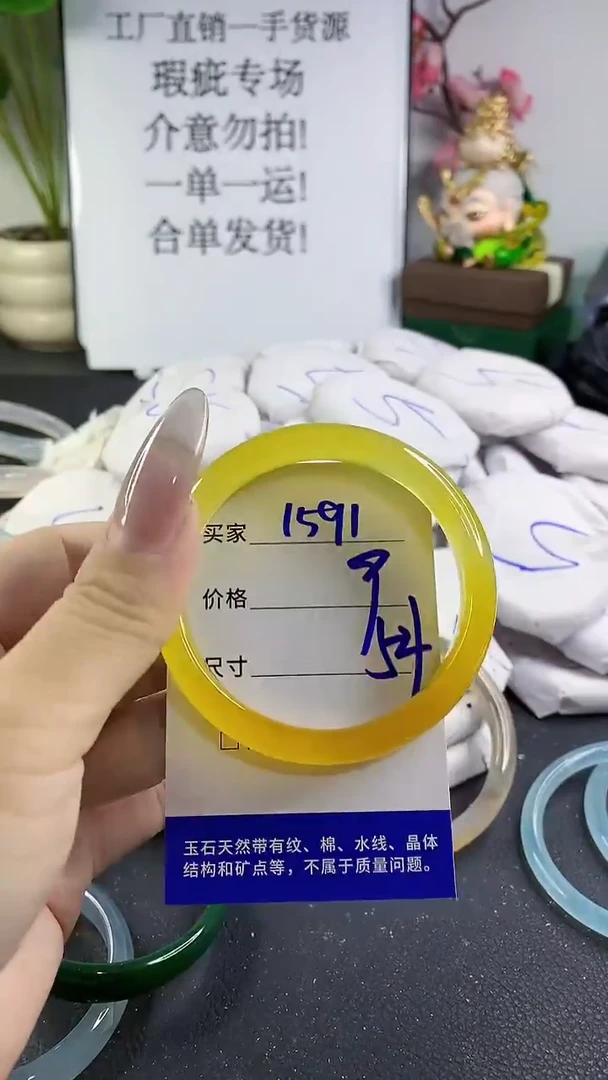 工厂直销一手货源
瑕疵专场
介意勿拍!
一单一运!
合单发货!
买家 1591
价格
尺寸 54
玉石天然带有纹、棉、水线、晶体
结构和矿点等，不属于质量问题。